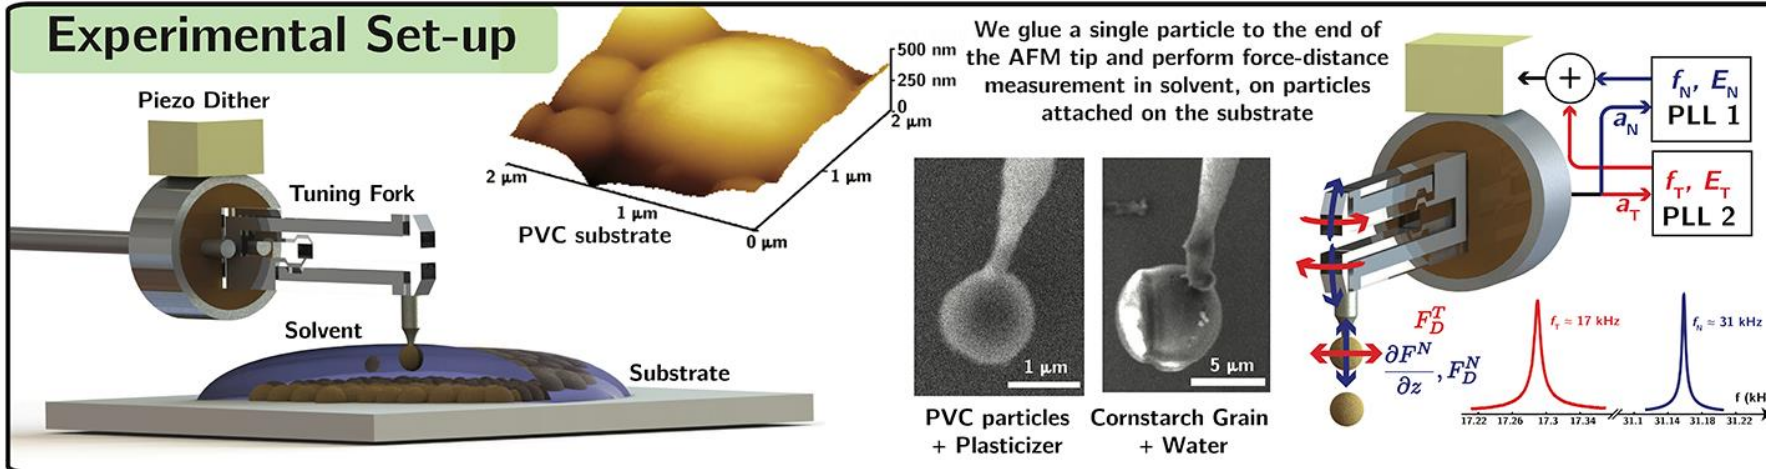 Experimental Set-up
Piezo Dither
Tuning Fork
Solvent
Substrate
500 nm
250 nm
0
2 μm
1 μm
0 μm
1 μm
2 μm
PVC substrate
We glue a single particle to the end of
the AFM tip and perform force-distance
measurement in solvent, on particles
attached on the substrate
1 μm
PVC particles
+ Plasticizer
5 μm
Cornstarch Grain
+ Water
+
f_N, E_N
PLL 1
a_N
f_T, E_T
PLL 2
a_T
F_D^T
∂F^N/∂z, F_D^N
f_T ≈ 17 kHz
f_N ≈ 31 kHz
f (kH
17.22 17.26 17.3 17.34 31.1 31.14 31.18 31.22